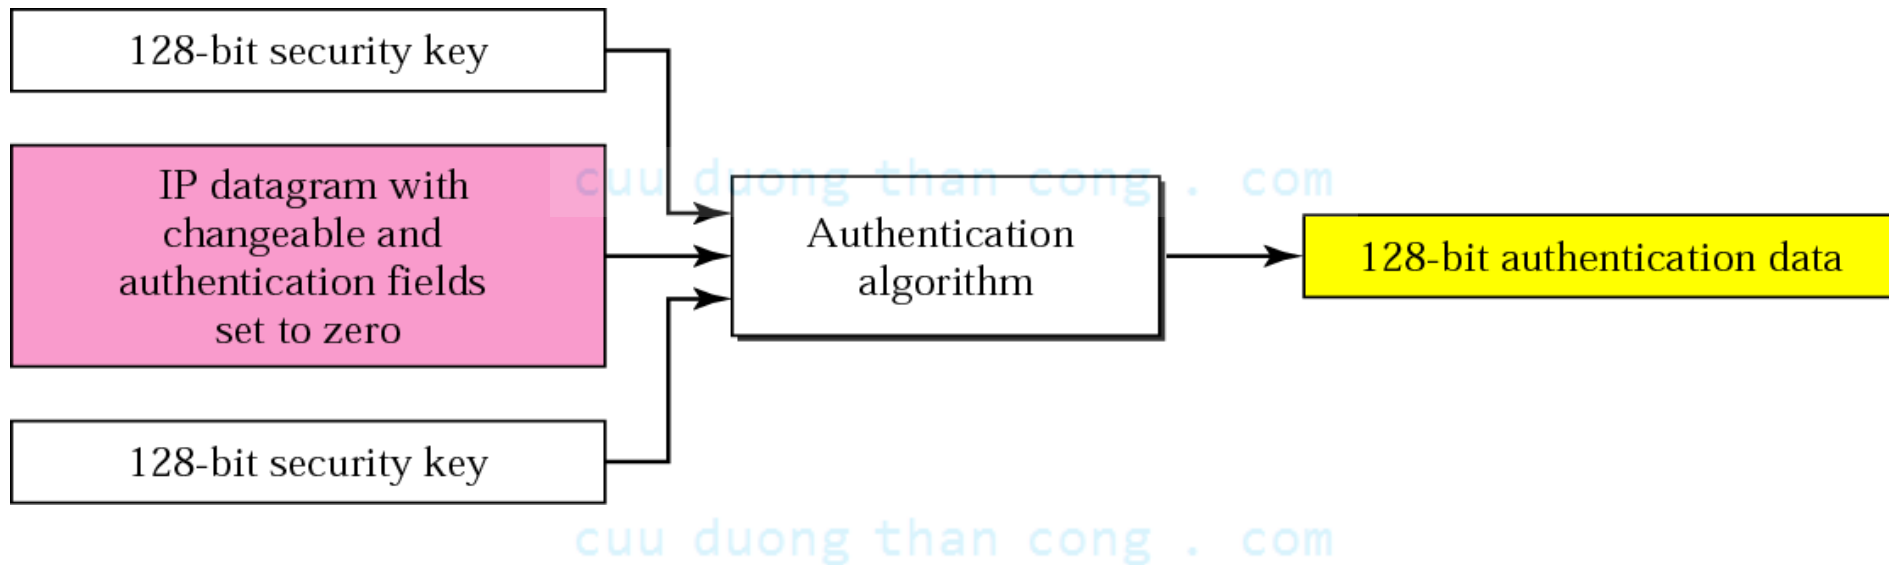 128-bit security key
IP datagram with
changeable and
authentication fields
set to zero
128-bit security key
cuu duong than cong . com
Authentication
algorithm
128-bit authentication data
cuu duong than cong . com